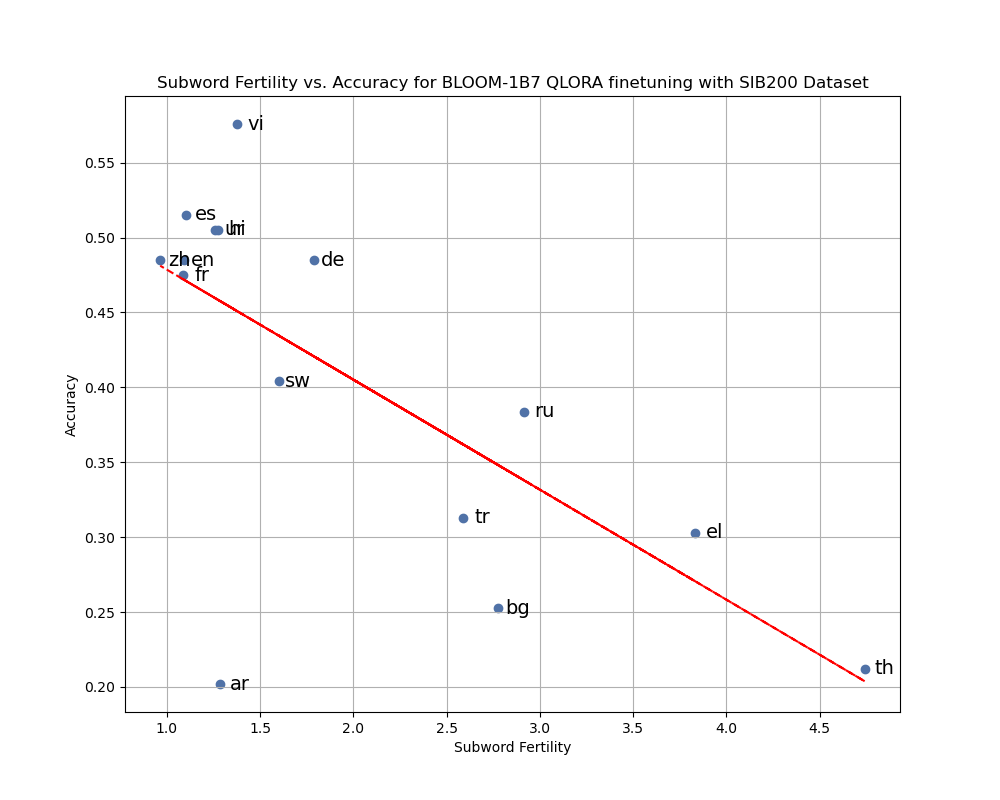 Subword Fertility vs. Accuracy for BLOOM-1B7 QLORA finetuning with SIB200 Dataset
vi
0.55
es
0.50
ur
hi
zh
en
de
fr
0.45
0.40
sw
ru
Accuracy
0.35
tr
el
0.30
bg
0.25
th
0.20
ar
1.0 1.5 2.0 2.5 3.0 3.5 4.0 4.5
Subword Fertility